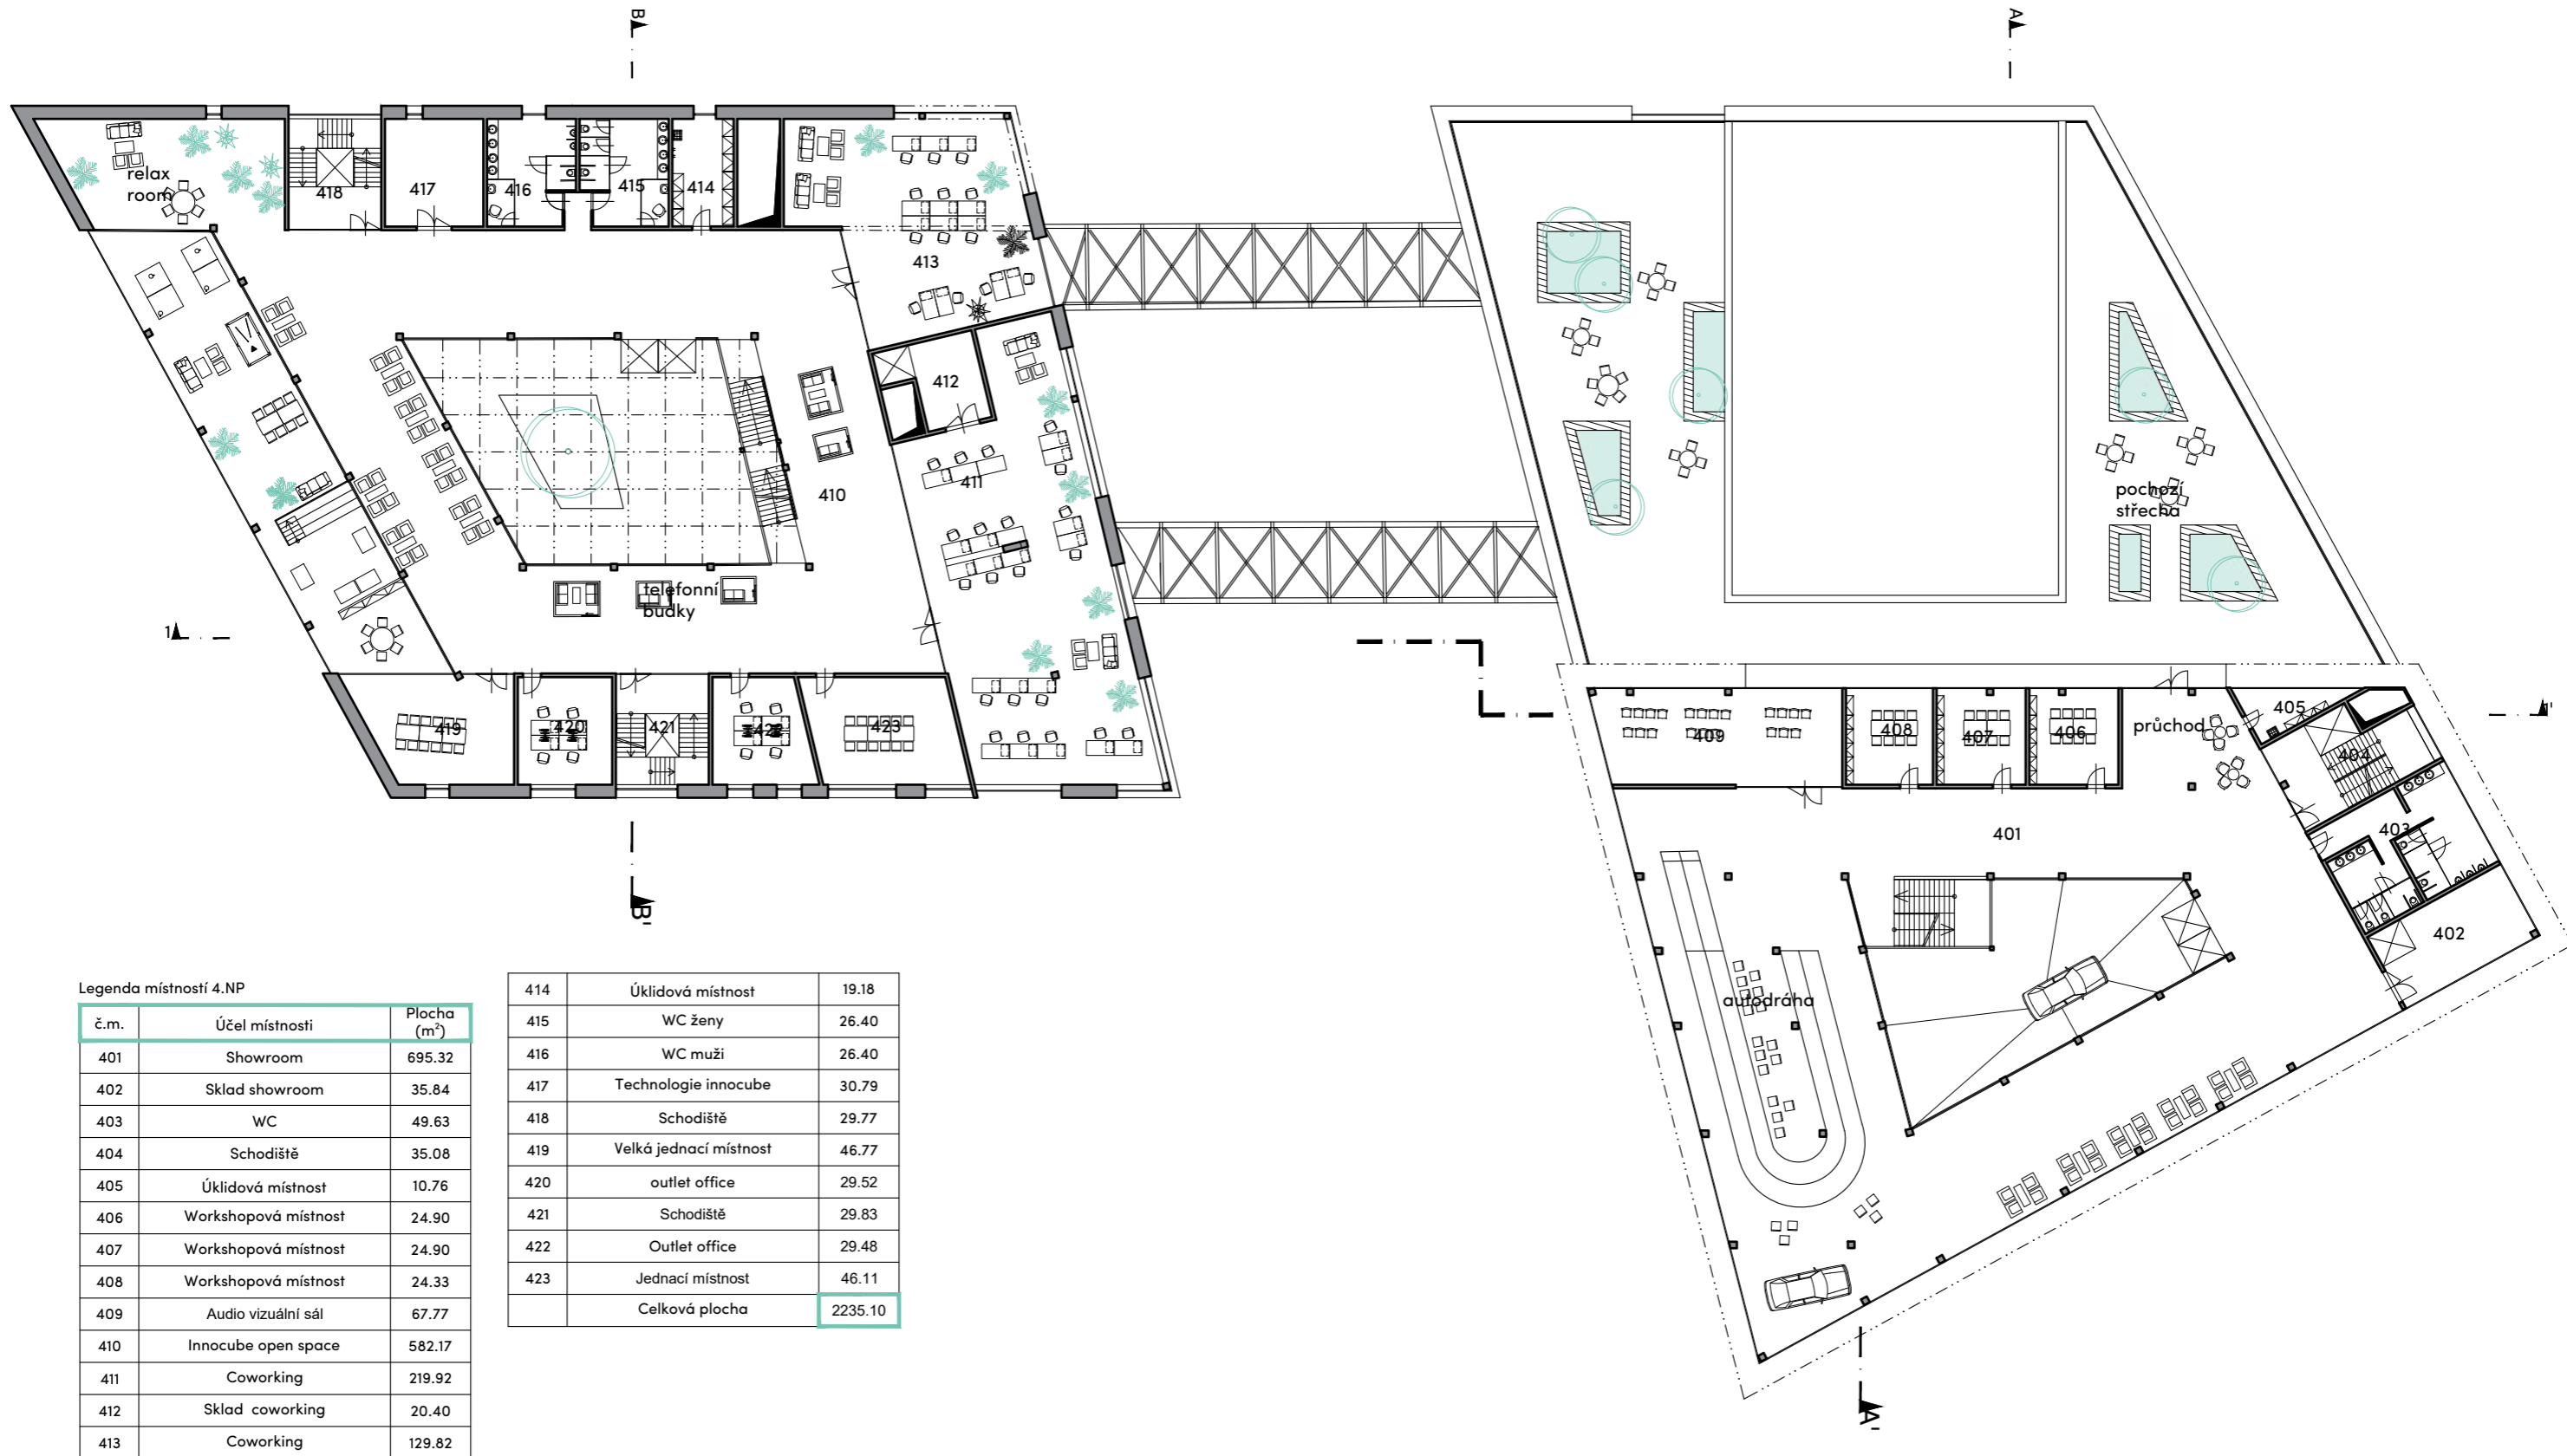 B
A
relax
room
418
417
416
415
414
413
412
411
410
telefonní
budky
pochozí
střecha
1
1'
419
420
421
422
423
409
408
407
406
průchod
405
404
403
401
402
autodráha
B'
A'
Legenda místností 4.NP
č.m. Účel místnosti Plocha (m²)
401 Showroom 695.32
402 Sklad showroom 35.84
403 WC 49.63
404 Schodiště 35.08
405 Úklidová místnost 10.76
406 Workshopová místnost 24.90
407 Workshopová místnost 24.90
408 Workshopová místnost 24.33
409 Audio vizuální sál 67.77
410 Innocube open space 582.17
411 Coworking 219.92
412 Sklad coworking 20.40
413 Coworking 129.82
414 Úklidová místnost 19.18
415 WC ženy 26.40
416 WC muži 26.40
417 Technologie innocube 30.79
418 Schodiště 29.77
419 Velká jednací místnost 46.77
420 outlet office 29.52
421 Schodiště 29.83
422 Outlet office 29.48
423 Jednací místnost 46.11
Celková plocha 2235.10